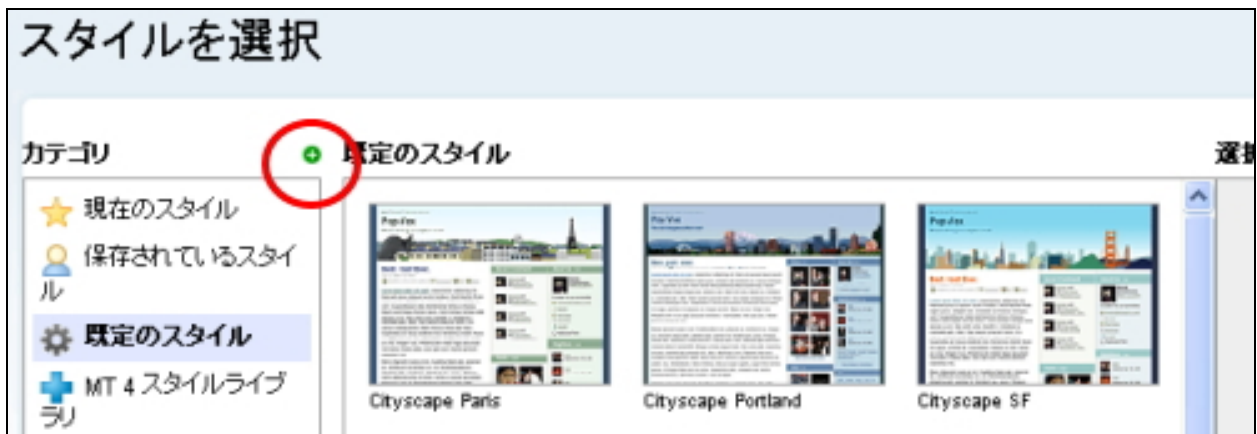 スタイルを選択
カテゴリ
現在のスタイル
保存されているスタイ
ル
既定のスタイル
MT 4 スタイルライブ
ラリ
既定のスタイル
Cityscape Paris
Cityscape Portland
Cityscape SF
選択